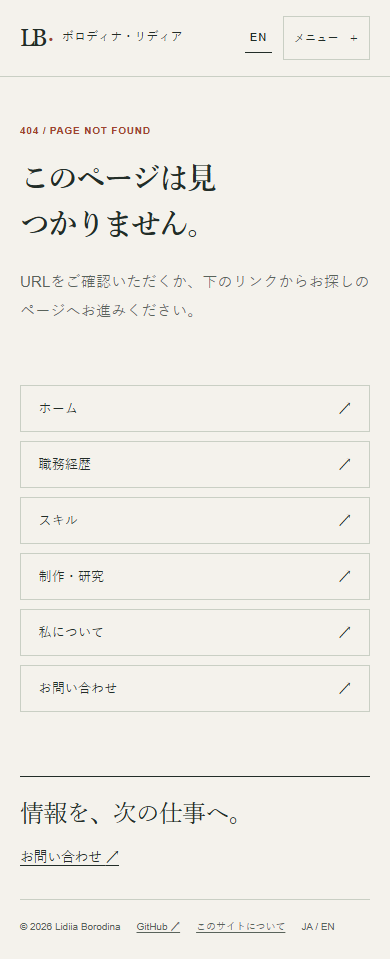 LB· ボロディナ・リディア EN メニュー +
404 / PAGE NOT FOUND
このページは見
つかりません。
URLをご確認いただくか、下のリンクからお探しの
ページへお進みください。
ホーム ↗
職務経歴 ↗
スキル ↗
制作・研究 ↗
私について ↗
お問い合わせ ↗
情報を、次の仕事へ。
お問い合わせ ↗
© 2026 Lidiia Borodina GitHub ↗ このサイトについて JA / EN